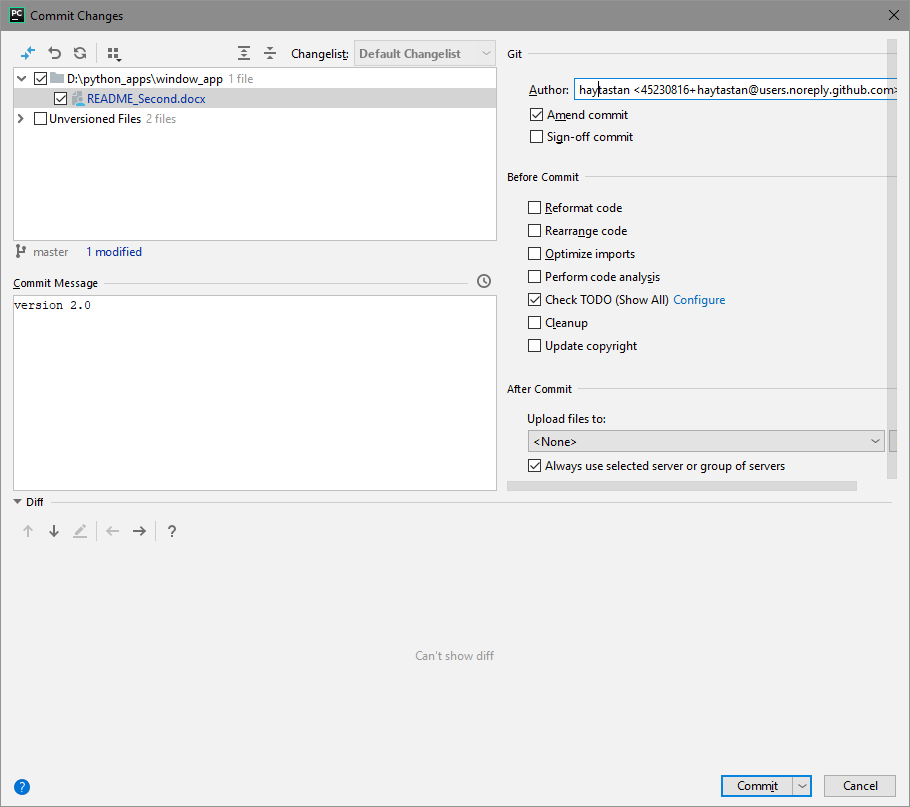 PC Commit Changes
Changelist: Default Changelist
D:\python_apps\window_app 1 file
README_Second.docx
Unversioned Files 2 files
master 1 modified
Commit Message
version 2.0
Git
Author: haytastan <45230816+haytastan@users.noreply.github.com>
Amend commit
Sign-off commit
Before Commit
Reformat code
Rearrange code
Optimize imports
Perform code analysis
Check TODO (Show All) Configure
Cleanup
Update copyright
After Commit
Upload files to:
<None>
Always use selected server or group of servers
Diff
?
Can't show diff
?
Commit
Cancel